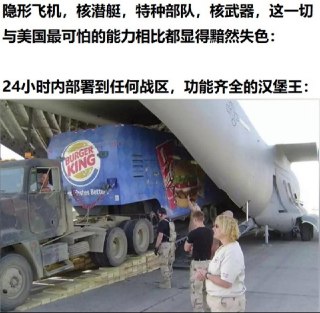 隐形飞机，核潜艇，特种部队，核武器，这一切
与美国最可怕的能力相比都显得黯然失色：
24小时内部署到任何战区，功能齐全的汉堡王：
BURGER
KING